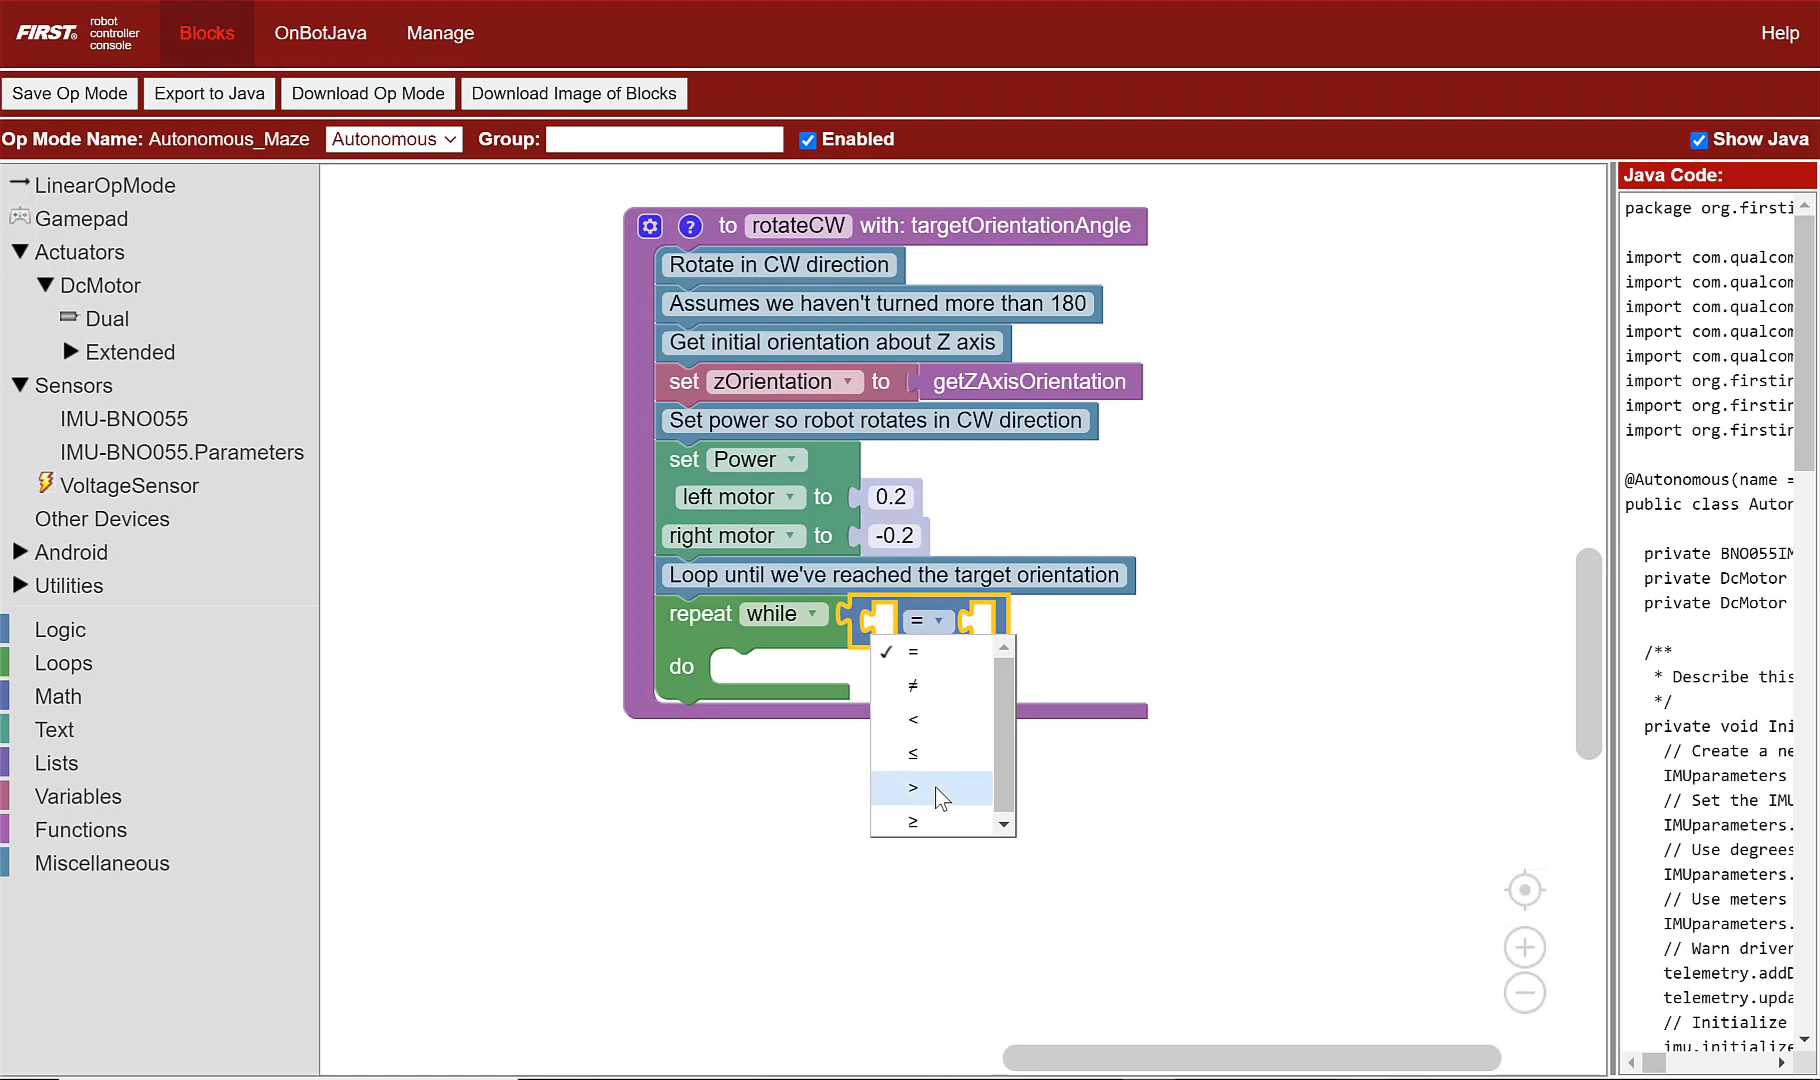 FIRST® robot controller console
Blocks
OnBotJava
Manage
Help
Save Op Mode
Export to Java
Download Op Mode
Download Image of Blocks
Op Mode Name: Autonomous_Maze
Autonomous
Group:
Enabled
Show Java
LinearOpMode
Gamepad
Actuators
DcMotor
Dual
Extended
Sensors
IMU-BNO055
IMU-BNO055.Parameters
VoltageSensor
Other Devices
Android
Utilities
Logic
Loops
Math
Text
Lists
Variables
Functions
Miscellaneous
? to rotateCW with: targetOrientationAngle
Rotate in CW direction
Assumes we haven't turned more than 180
Get initial orientation about Z axis
set zOrientation to getZAxisOrientation
Set power so robot rotates in CW direction
set Power
left motor to 0.2
right motor to -0.2
Loop until we've reached the target orientation
repeat while =
do
✓ =
≠
<
≤
>
≥
Java Code:
package org.firsti
import com.qualcom
import com.qualcom
import com.qualcom
import com.qualcom
import com.qualcom
import org.firstin
import org.firstin
import org.firstin
@Autonomous(name =
public class Auton
private BNO055IM
private DcMotor
private DcMotor
/**
* Describe this
*/
private void Ini
// Create a ne
IMUparameters
// Set the IMU
IMUparameters.
// Use degrees
IMUparameters.
// Use meters
IMUparameters.
// Warn driver
telemetry.addD
telemetry.upda
// Initialize
imu.initialize